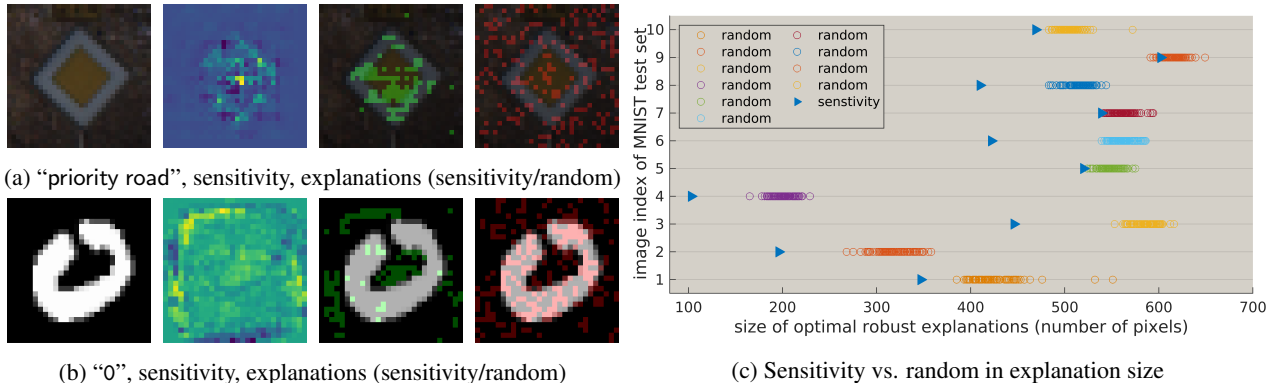 (a) “priority road”, sensitivity, explanations (sensitivity/random)
(b) “0”, sensitivity, explanations (sensitivity/random)
image index of MNIST test set
10
9
8
7
6
5
4
3
2
1
random random
random random
random random
random random
random senstivity
random
100 200 300 400 500 600 700
size of optimal robust explanations (number of pixels)
(c) Sensitivity vs. random in explanation size